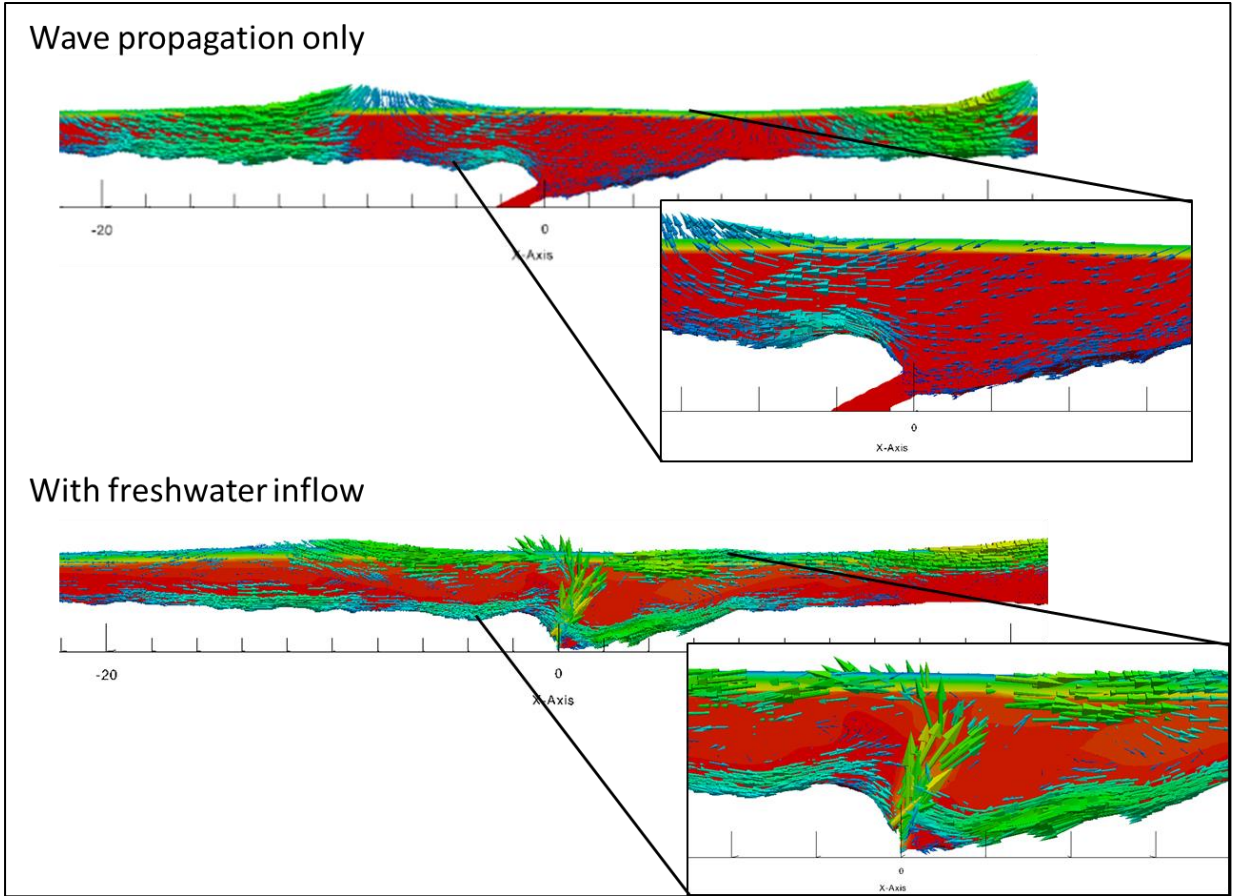 Wave propagation only
-20
0
X-Axis
0
X-Axis
With freshwater inflow
-20
0
X-Axis
0
X-Axis